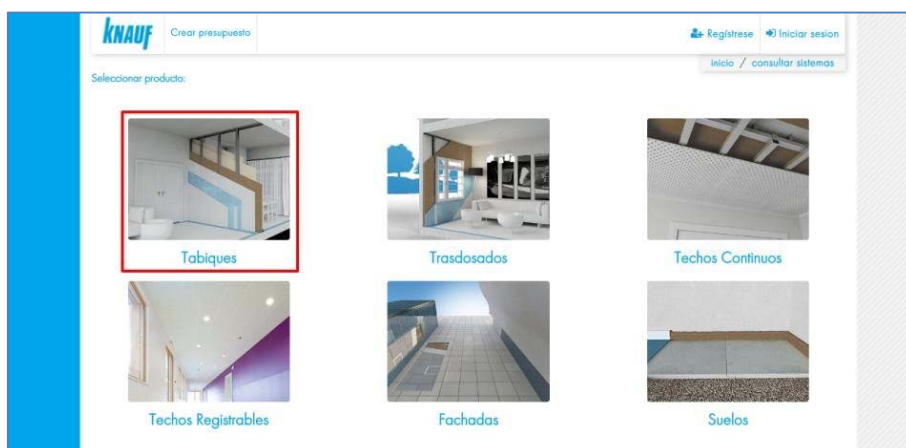 KNAUF Crear presupuesto Regístrese Iniciar sesion
inicio / consultar sistemas
Seleccionar producto:
Tabiques Trasdosados Techos Continuos
Techos Registrables Fachadas Suelos